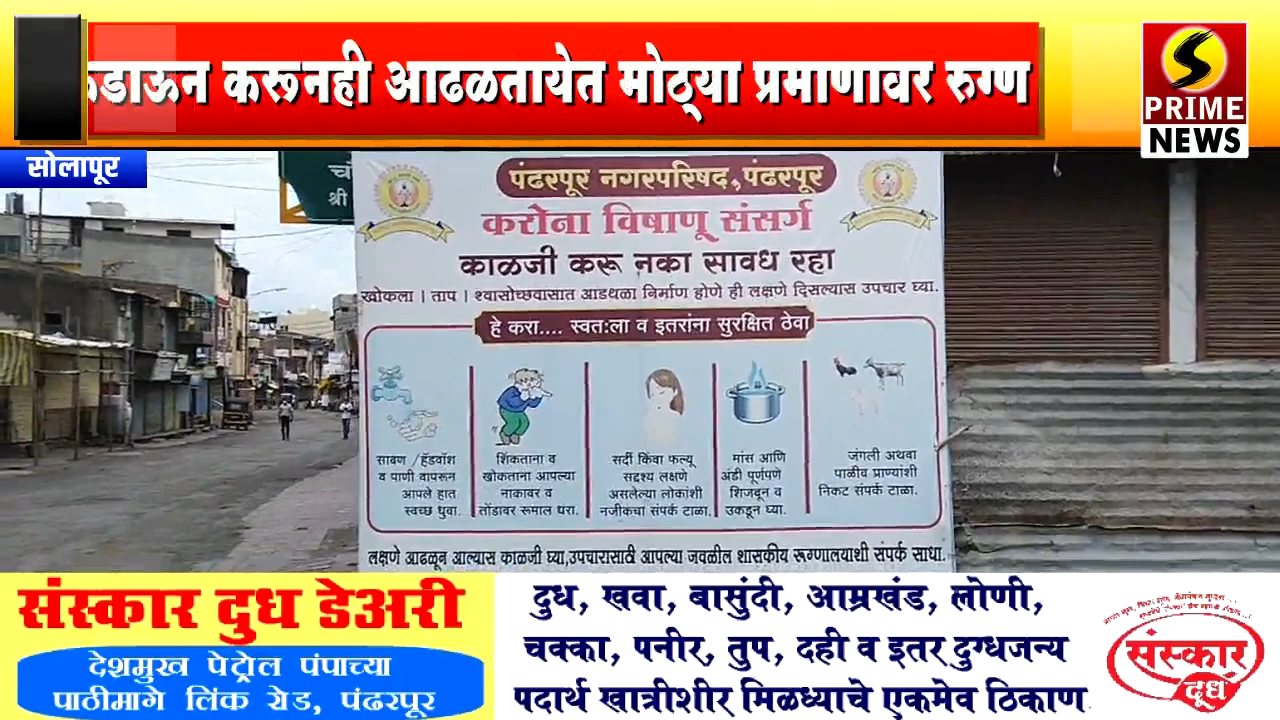 करूनही आढळतायेत मोठ्या प्रमाणावर रुग्ण
S
PRIME
NEWS
सोलापूर
श्री
पंढरपूर नगरपरिषद,पंढरपूर
करोना विषाणू संसर्ग
काळजी करू नका सावध रहा
खोकला । ताप । श्वासोच्छवासात आडथळा निर्माण होणे ही लक्षणे दिसल्यास उपचार घ्या.
हे करा.... स्वत:ला व इतरांना सुरक्षित ठेवा
साबण /हॅडवॉश
व पाणी वापरून
आपले हात
स्वच्छ धुवा.
शिंकताना व
खोकताना आपल्या
नाकावर व
तोंडावर रूमाल धरा.
सर्दी किंवा फल्यू
सद्दश्य लक्षणे
असलेल्या लोकांशी
नजीकचा संपर्क टाळा.
मांस आणि
अंडी पूर्णपणे
शिजवून व
उकडून घ्या.
जंगली अथवा
पाळीव प्राण्यांशी
निकट संपर्क टाळा.
लक्षणे आढळून आल्यास काळजी घ्या,उपचारासाठी आपल्या जवळील शासकीय रूग्णालयाशी संपर्क साधा.
संस्कार दुध डेअरी
देशमुख पेट्रोल पंपाच्या
पाठीमागे लिंक रोड, पंढरपूर
दुध, खवा, बासुंदी, आम्रखंड, लोणी,
चक्का, पनीर, तुप, दही व इतर दुग्धजन्य
पदार्थ खात्रीशीर मिळण्याचे एकमेव ठिकाण
संस्कार
दूध